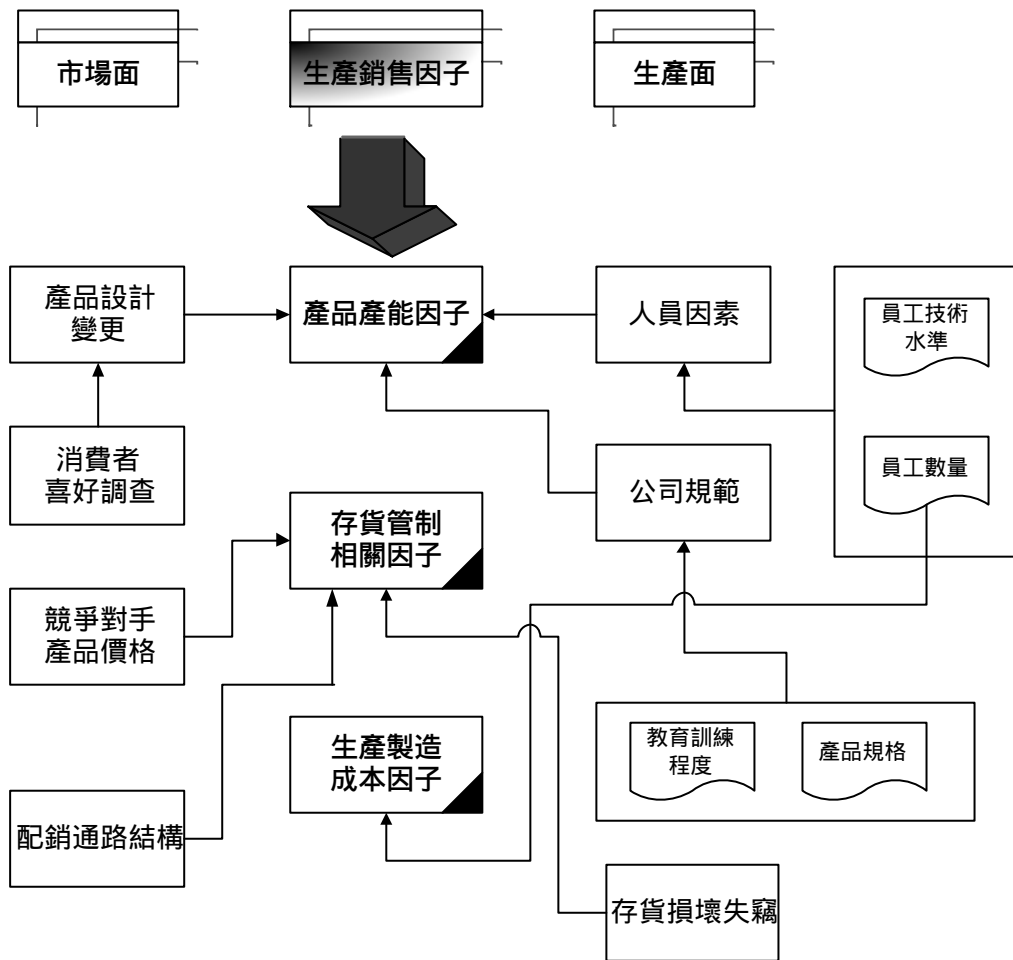 市場面
生產銷售因子
生產面
產品設計
變更
產品產能因子
人員因素
員工技術
水準
消費者
喜好調查
公司規範
員工數量
存貨管制
相關因子
競爭對手
產品價格
生產製造
成本因子
教育訓練
程度
產品規格
配銷通路結構
存貨損壞失竊